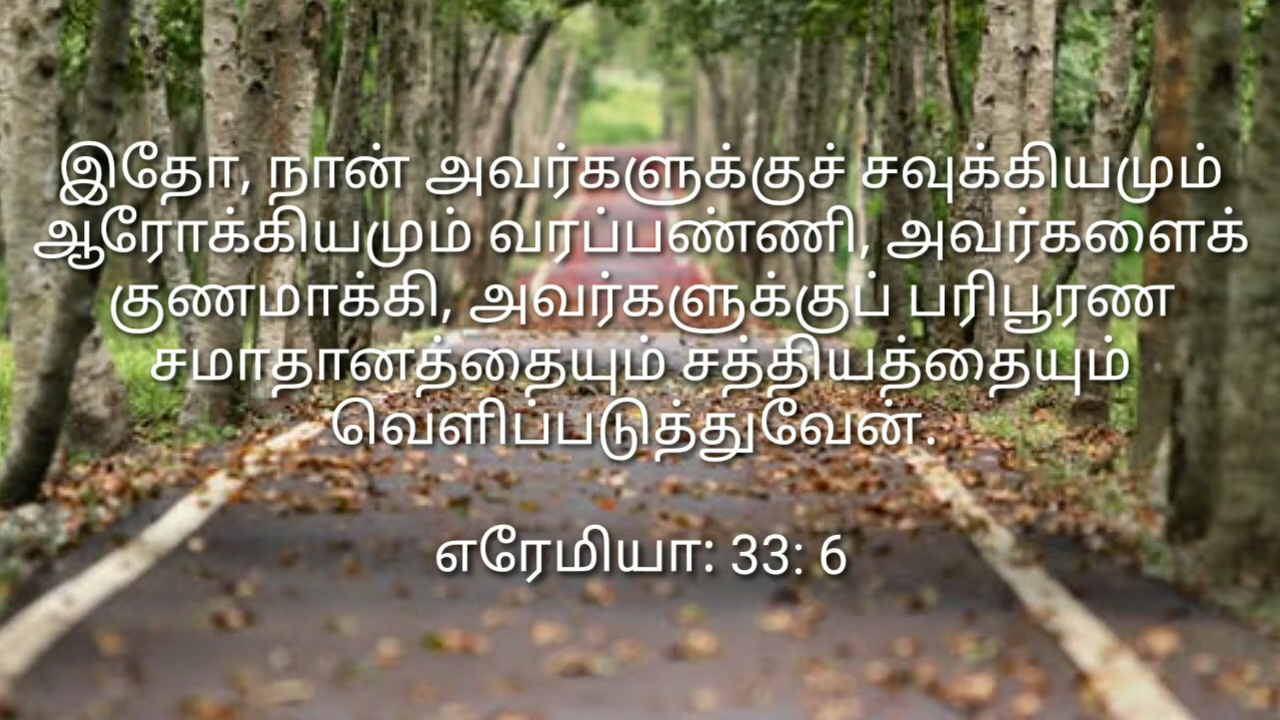 இதோ, நான் அவர்களுக்குச் சவுக்கியமும்
ஆரோக்கியமும் வரப்பண்ணி, அவர்களைக்
குணமாக்கி, அவர்களுக்குப் பரிபூரண
சமாதானத்தையும் சத்தியத்தையும்
வெளிப்படுத்துவேன்.
எரேமியா: 33: 6